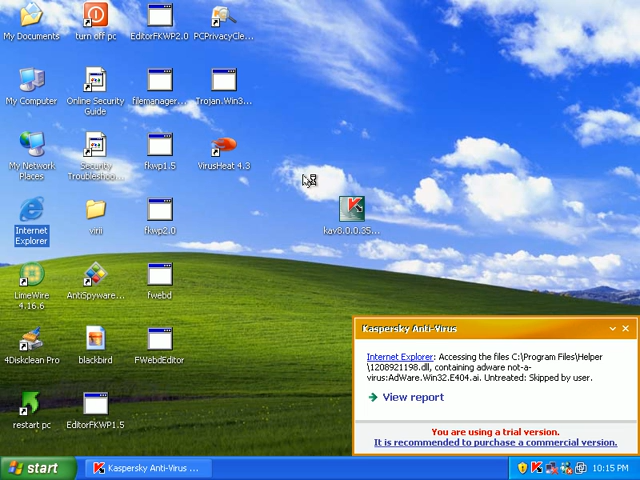 My Documents
turn off pc
EditorFKWP2.0
PCPrivacyCle...
My Computer
Online Security
Guide
filemanager...
Trojan.Win3...
My Network
Places
Security
Troubleshoo...
fkwp1.5
VirusHeat 4.3
Internet
Explorer
virii
fkwp2.0
kav8.0.0.35...
LimeWire
4.16.6
AntiSpyware...
fwebd
4Diskclean Pro
blackbird
FWebdEditor
restart pc
EditorFKWP1.5
Kaspersky Anti-Virus
Internet Explorer: Accessing the files C:\Program Files\Helper
\1208921198.dll, containing adware not-a-
virus:AdWare.Win32.E404.ai. Untreated: Skipped by user.
View report
You are using a trial version.
It is recommended to purchase a commercial version.
start
Kaspersky Anti-Virus ...
10:15 PM